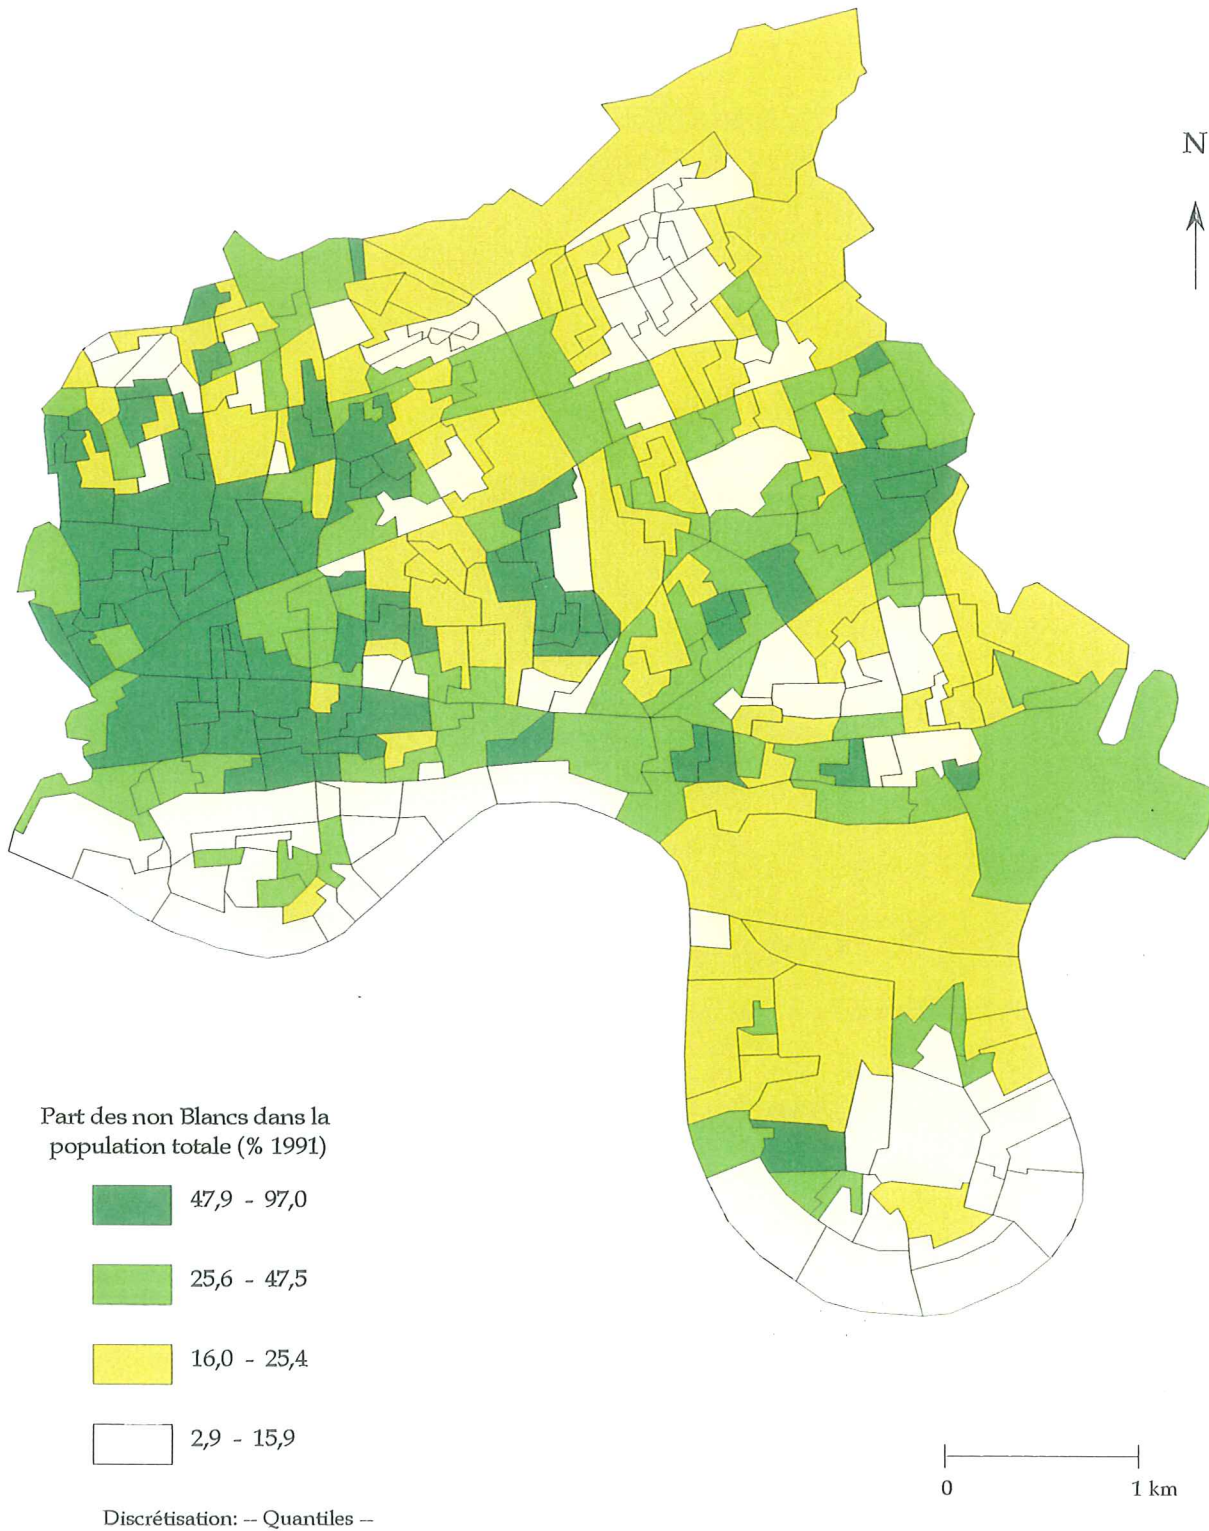 N
Part des non Blancs dans la
population totale (% 1991)
47,9 - 97,0
25,6 - 47,5
16,0 - 25,4
2,9 - 15,9
0 1 km
Discrétisation: -- Quantiles --